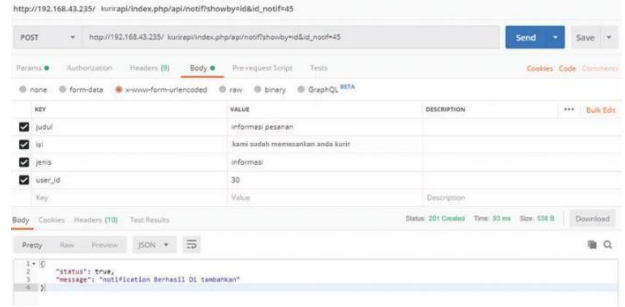 http://192.168.43.235/ kurirapi/index.php/api/notif?showby=id&id_notif=45
POST http://192.168.43.235/ kurirapi/index.php/api/notif?showby=id&id_notif=45 Send Save
Params Authorization Headers (9) Body Pre-request Script Tests Cookies Code Comments
none form-data x-www-form-urlencoded raw binary GraphQL BETA
KEY VALUE DESCRIPTION ••• Bulk Edit
judul informasi pesanan
isi kami sudah memesankan anda kurir
jenis informasi
user_id 30
Key Value Description
Body Cookies Headers (10) Test Results Status: 201 Created Time: 93 ms Size: 536 B Download
Pretty Raw Preview JSON
1 {
2 "status": true,
3 "message": "notification Berhasil Di tambahkan"
4 }